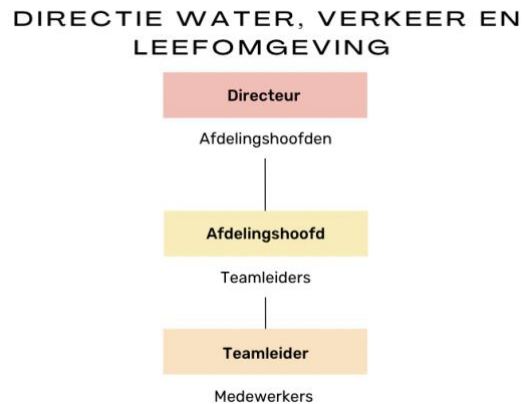 DIRECTIE WATER, VERKEER EN
LEEFOMGEVING
Directeur
Afdelingshoofden
Afdelingshoofd
Teamleiders
Teamleider
Medewerkers